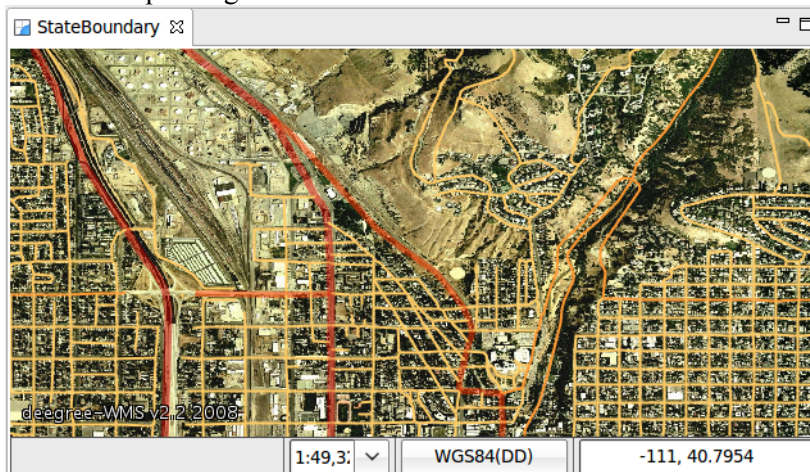 StateBoundary
deegree-WMS v2.2 2008
1:49,3
WGS84(DD)
-111, 40.7954